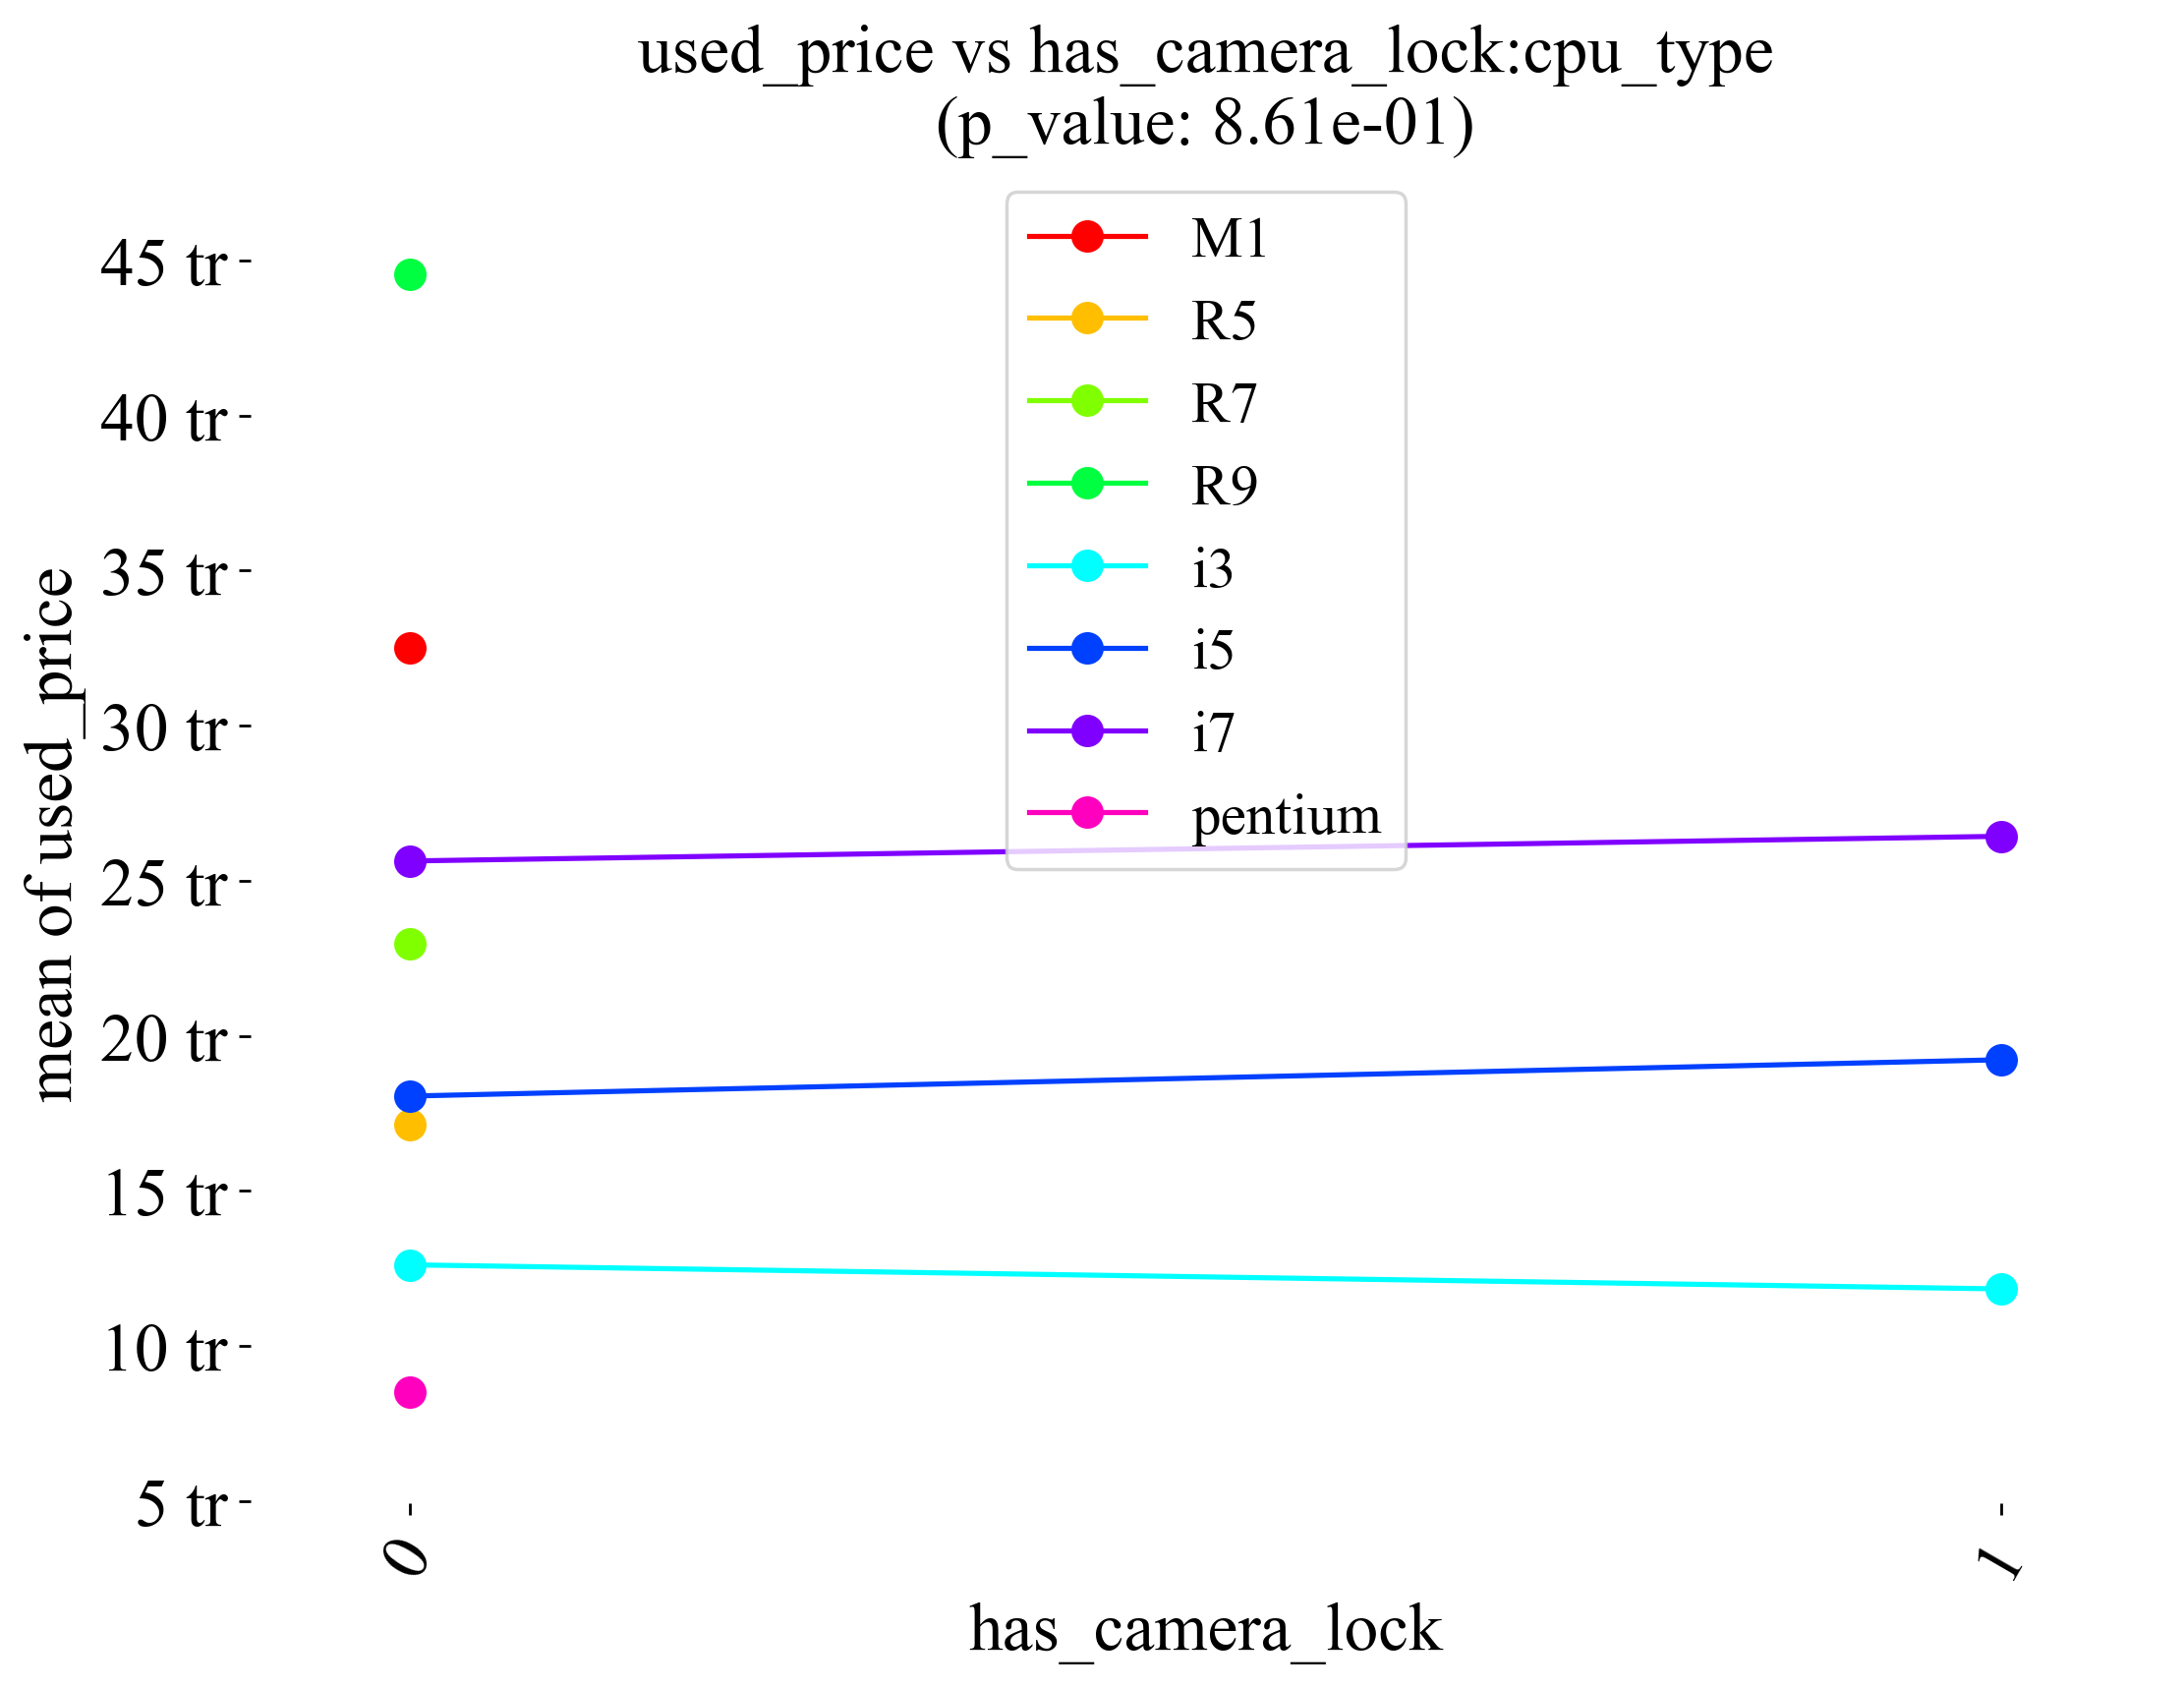 used_price vs has_camera_lock:cpu_type
(p_value: 8.61e-01)
M1
R5
R7
R9
i3
i5
i7
pentium
mean of used_price
45 tr
40 tr
35 tr
30 tr
25 tr
20 tr
15 tr
10 tr
5 tr
0
1
has_camera_lock